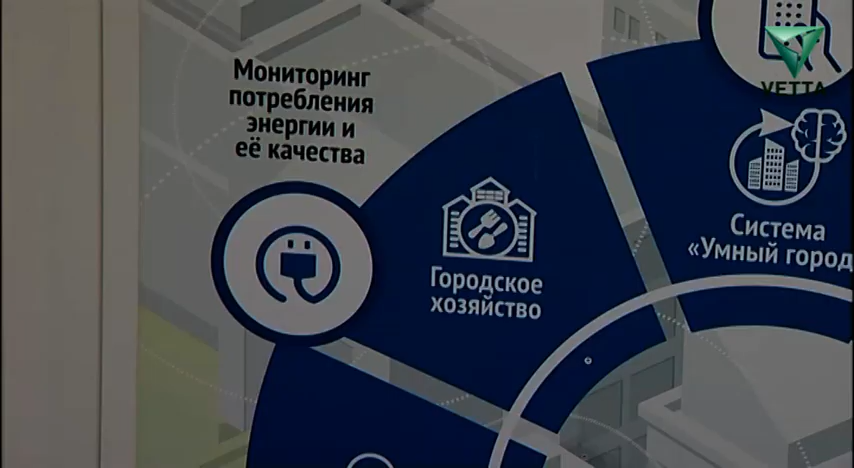 VETTA
Мониторинг
потребления
энергии и
её качества
Городское
хозяйство
Система
«Умный город